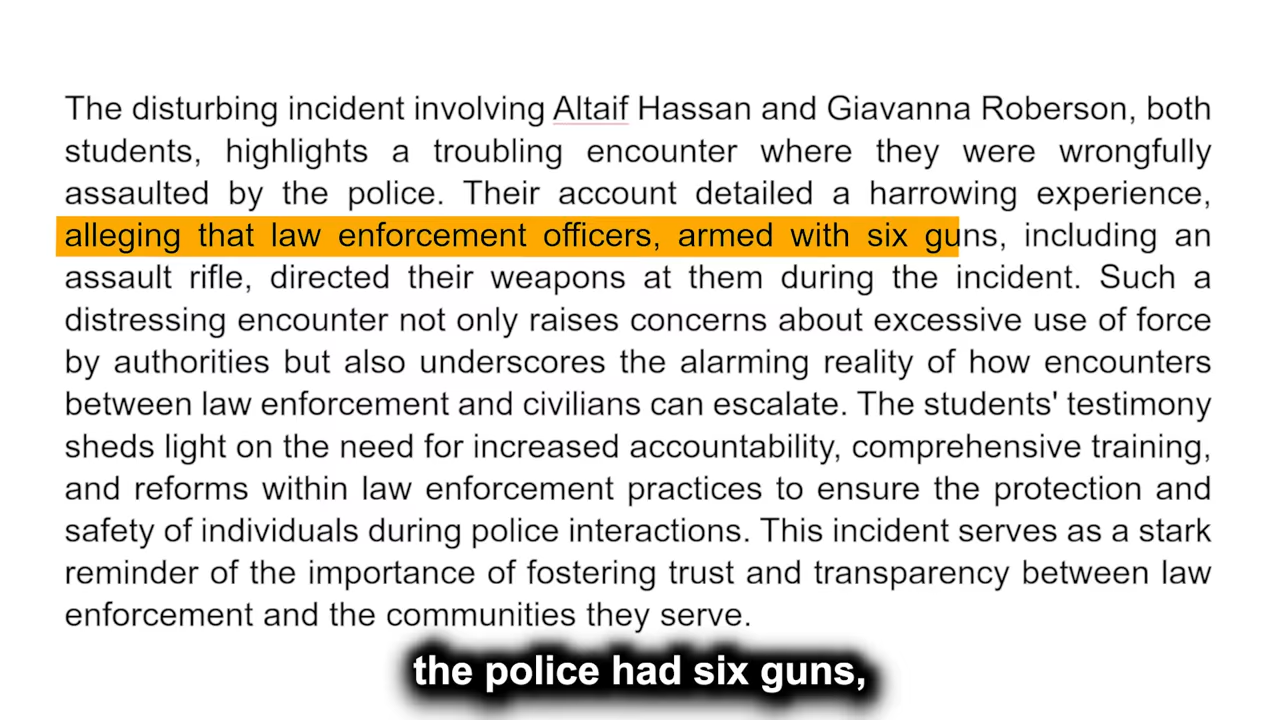 The disturbing incident involving Altaif Hassan and Giavanna Roberson, both
students, highlights a troubling encounter where they were wrongfully
assaulted by the police. Their account detailed a harrowing experience,
alleging that law enforcement officers, armed with six guns, including an
assault rifle, directed their weapons at them during the incident. Such a
distressing encounter not only raises concerns about excessive use of force
by authorities but also underscores the alarming reality of how encounters
between law enforcement and civilians can escalate. The students' testimony
sheds light on the need for increased accountability, comprehensive training,
and reforms within law enforcement practices to ensure the protection and
safety of individuals during police interactions. This incident serves as a stark
reminder of the importance of fostering trust and transparency between law
enforcement and the communities they serve.
the police had six guns,